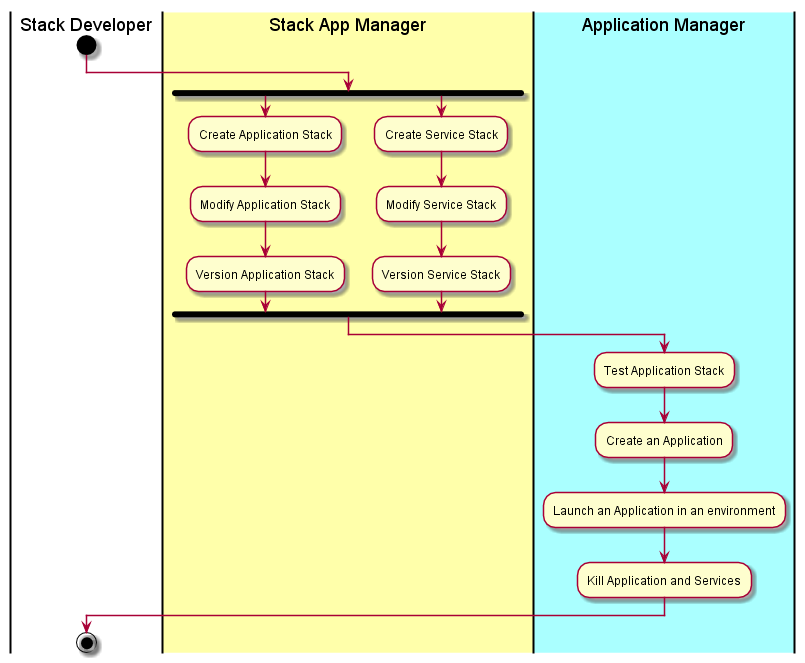 Stack Developer
Stack App Manager
Application Manager
Create Application Stack
Create Service Stack
Modify Application Stack
Modify Service Stack
Version Application Stack
Version Service Stack
Test Application Stack
Create an Application
Launch an Application in an environment
Kill Application and Services